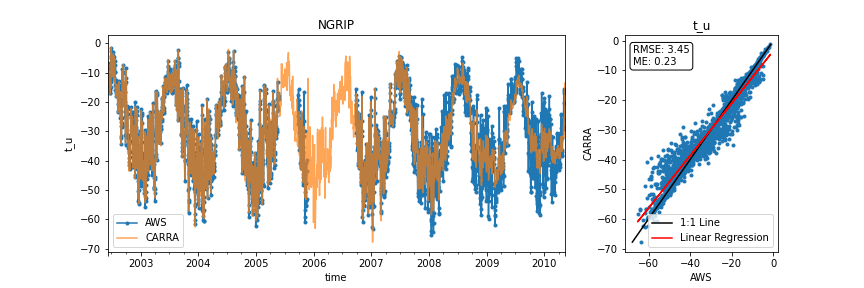 NGRIP
t_u
0
−10
−20
−30
−40
−50
−60
−70
t_u
AWS
CARRA
2003
2004
2005
2006
2007
2008
2009
2010
time
0
−10
−20
−30
−40
−50
−60
−70
CARRA
RMSE: 3.45
ME: 0.23
1:1 Line
Linear Regression
−60
−40
−20
0
AWS